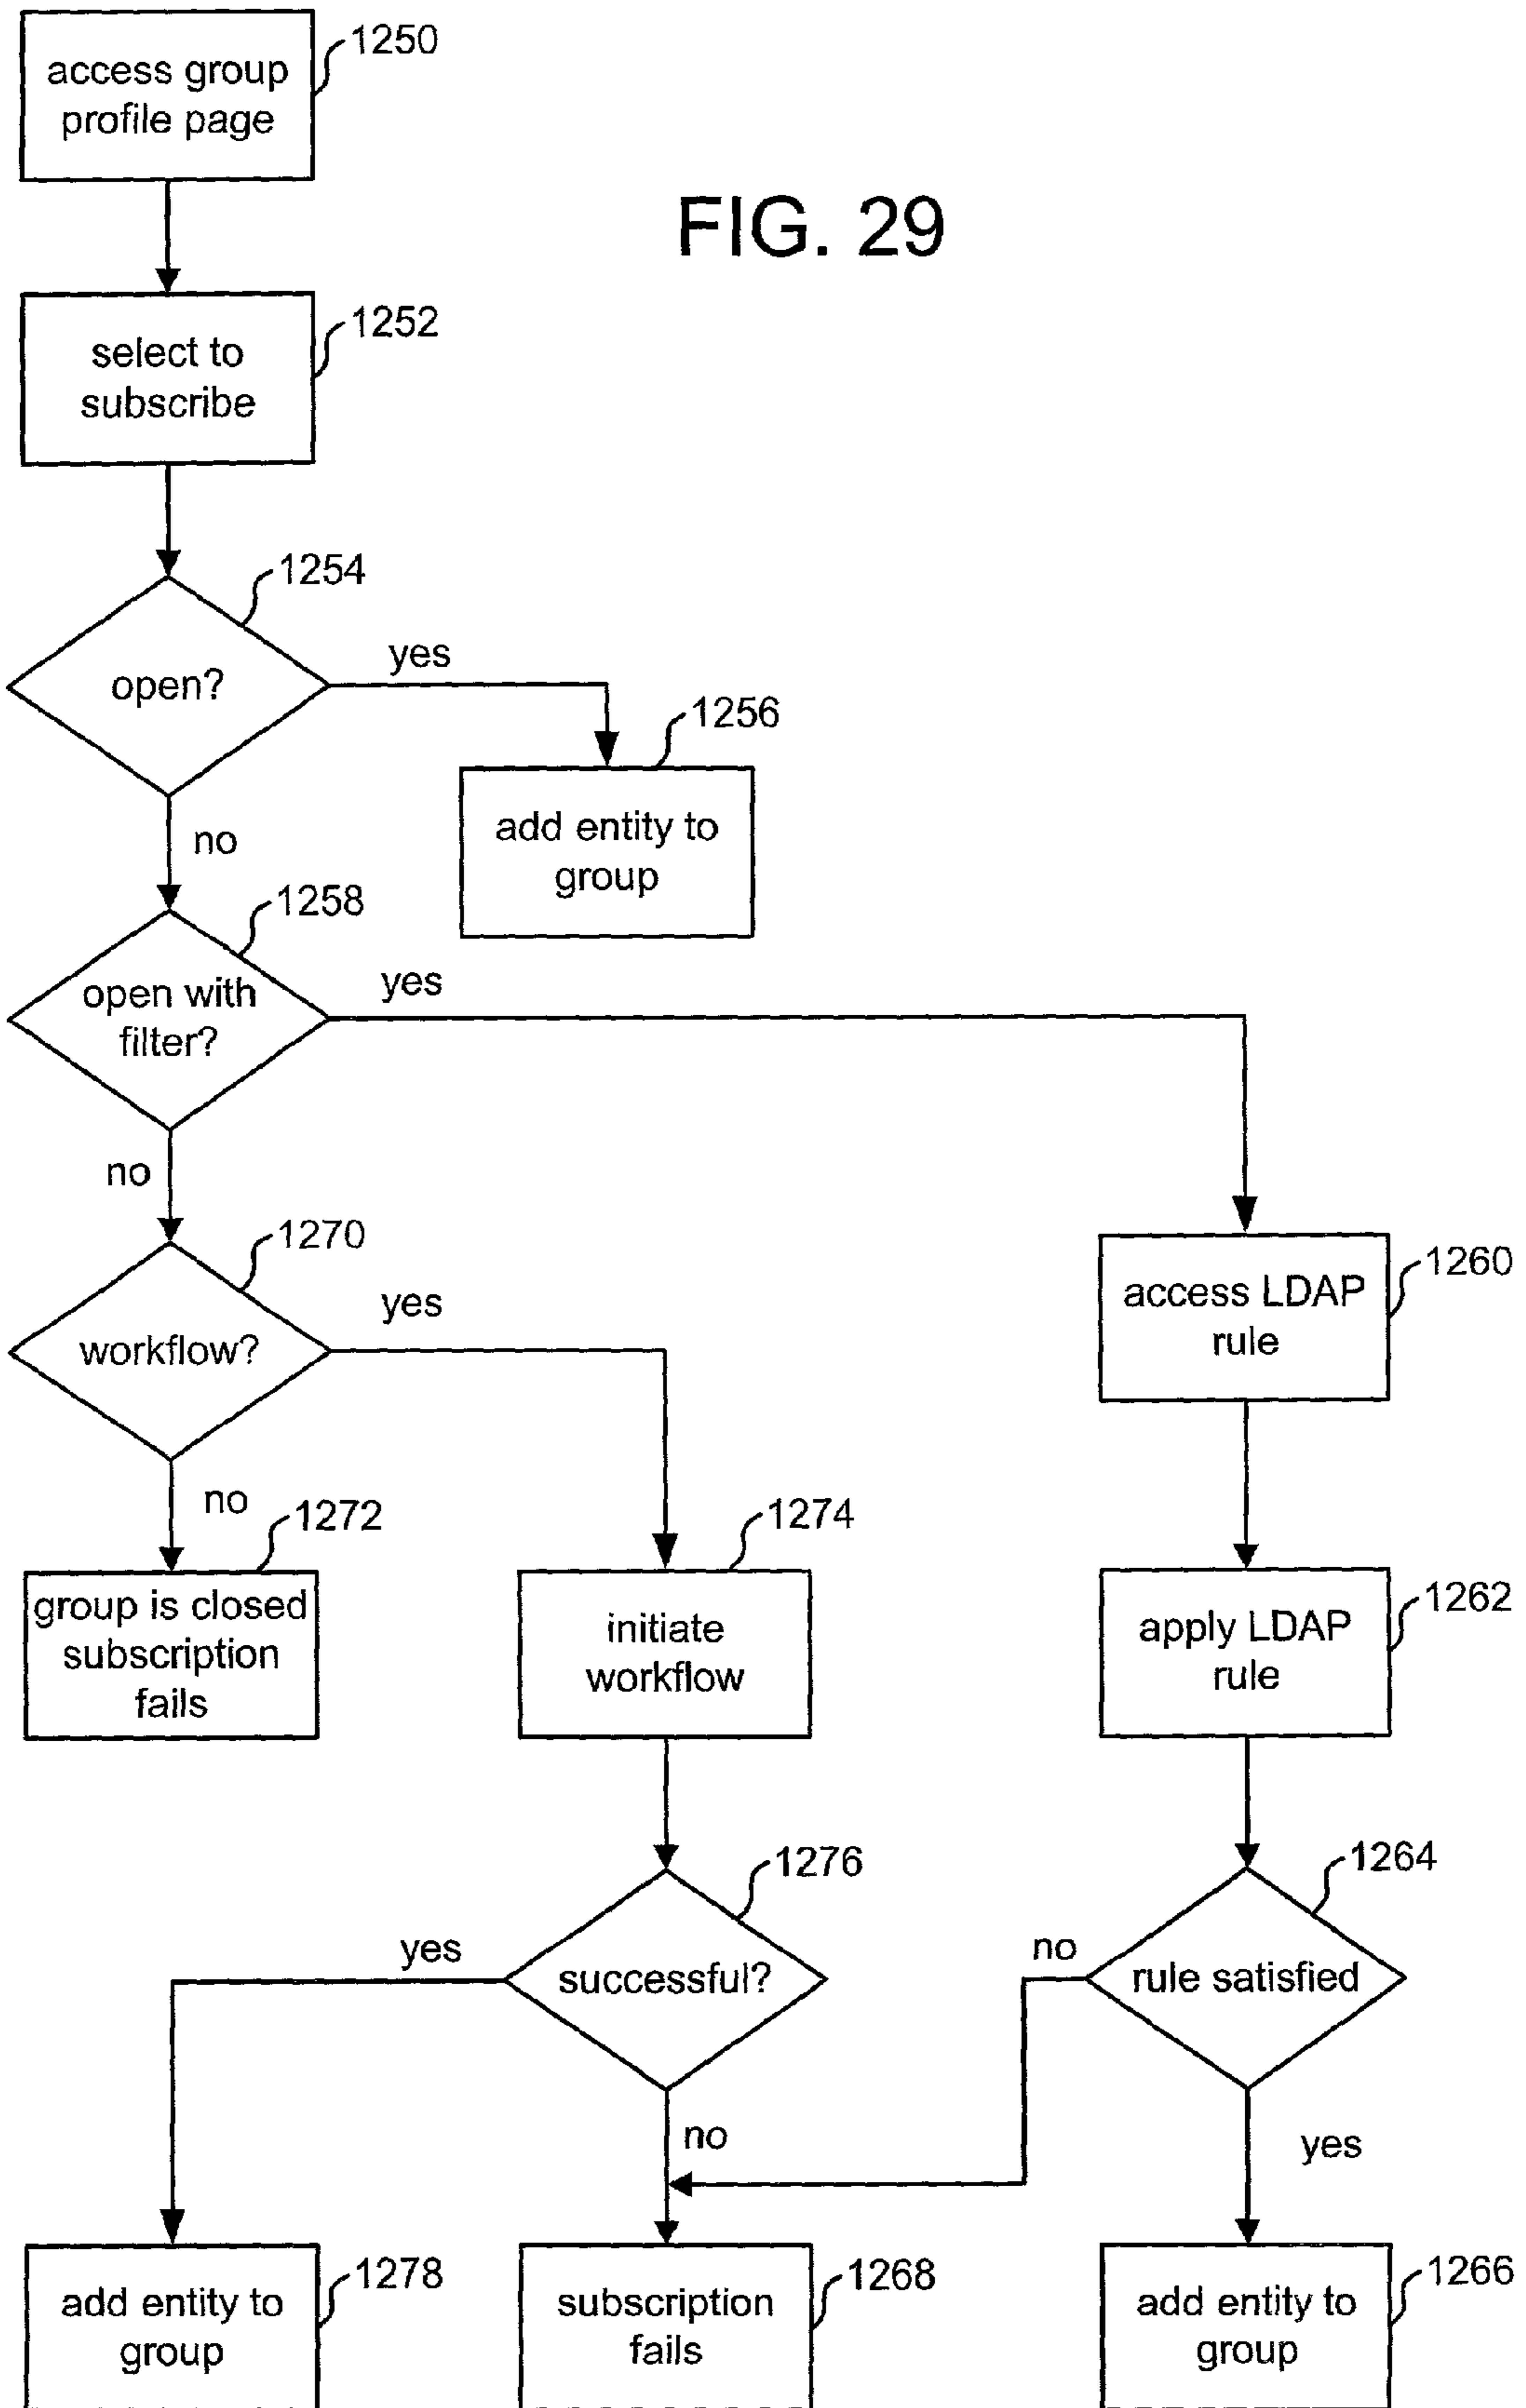 1250
access group
profile page
FIG. 29
1252
select to
subscribe
1254
open?
yes
1256
add entity to
group
no
1258
open with
filter?
yes
no
1270
workflow?
yes
1260
access LDAP
rule
no
1272
group is closed
subscription
fails
1274
initiate
workflow
1262
apply LDAP
rule
1276
successful?
yes
1264
rule satisfied
no
no
yes
1278
add entity to
group
1268
subscription
fails
1266
add entity to
group